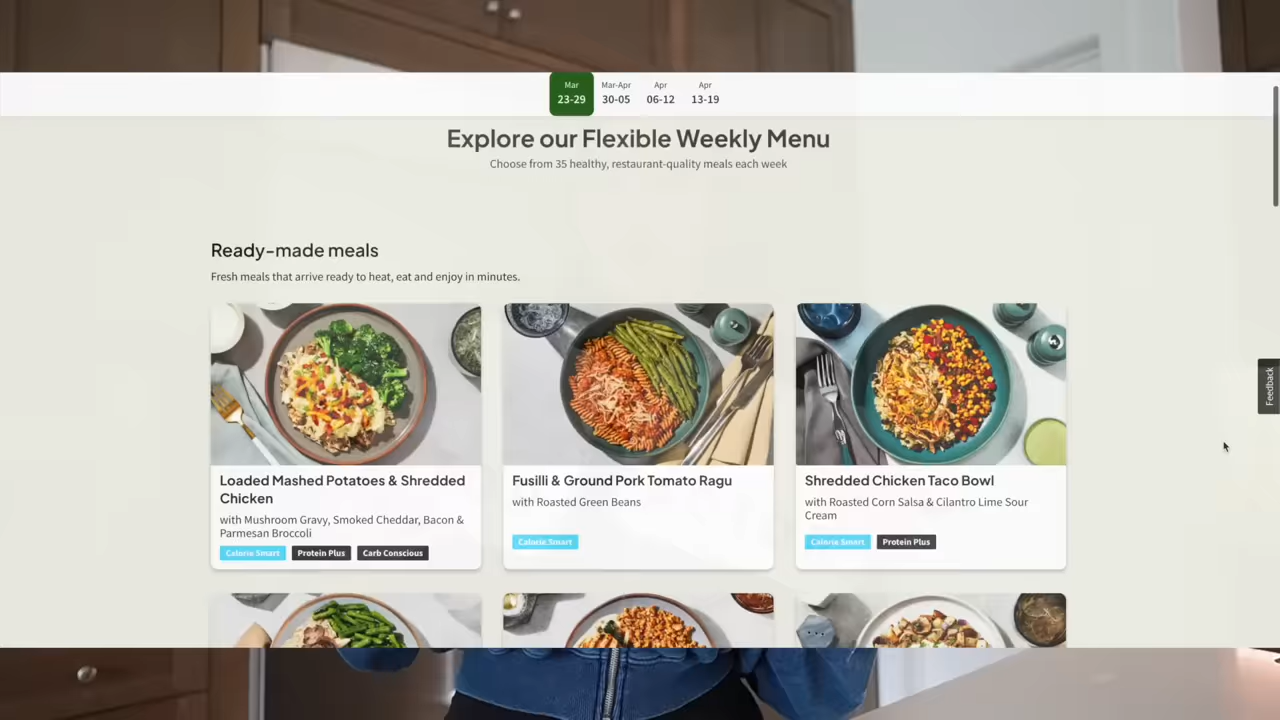 Mar
23-29
Mar-Apr
30-05
Apr
06-12
Apr
13-19
Explore our Flexible Weekly Menu
Choose from 35 healthy, restaurant-quality meals each week
Ready-made meals
Fresh meals that arrive ready to heat, eat and enjoy in minutes.
Loaded Mashed Potatoes & Shredded
Chicken
with Mushroom Gravy, Smoked Cheddar, Bacon &
Parmesan Broccoli
Calorie Smart
Protein Plus
Carb Conscious
Fusilli & Ground Pork Tomato Ragu
with Roasted Green Beans
Calorie Smart
Shredded Chicken Taco Bowl
with Roasted Corn Salsa & Cilantro Lime Sour
Cream
Calorie Smart
Protein Plus
Feedback